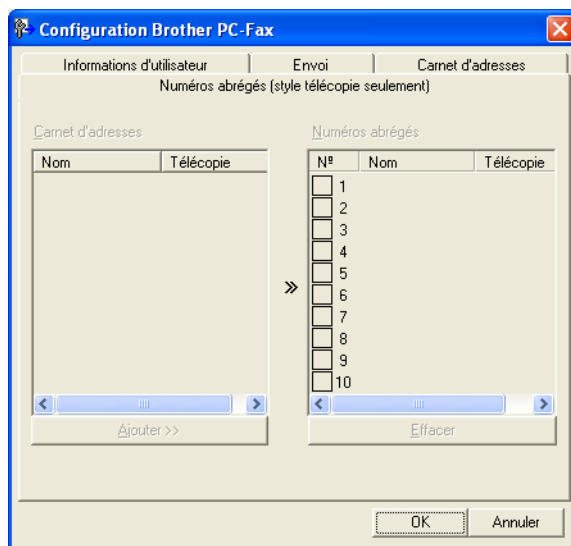 Configuration Brother PC-Fax
Informations d'utilisateur Envoi Carnet d'adresses
Numéros abrégés (style télécopie seulement)
Carnet d'adresses Numéros abrégés
Nom Télécopie Nº Nom Télécopie
1
2
3
4
5
6
7
8
9
10
Ajouter >> Effacer
OK Annuler